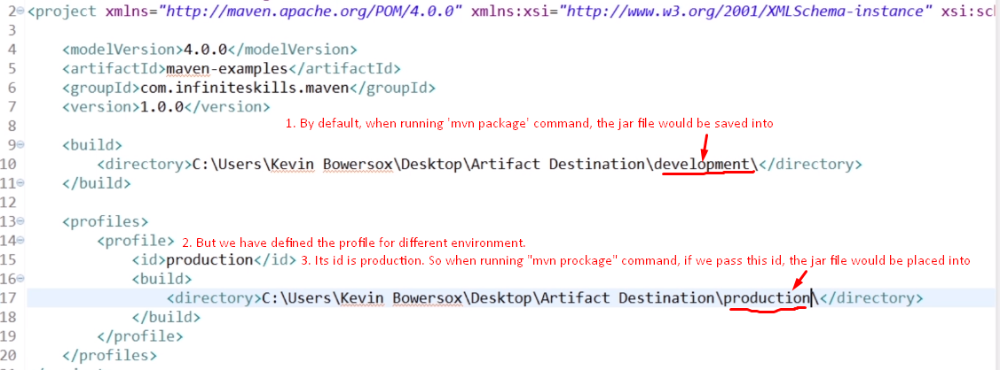 2 <project xmlns="http://maven.apache.org/POM/4.0.0" xmlns:xsi="http://www.w3.org/2001/XMLSchema-instance" xsi:scl
3
4 <modelVersion>4.0.0</modelVersion>
5 <artifactId>maven-examples</artifactId>
6 <groupId>com.infiniteskills.maven</groupId>
7 <version>1.0.0</version>
1. By default, when running 'mvn package' command, the jar file would be saved into
8
9 <build>
10 <directory>C:\Users\Kevin Bowersox\Desktop\Artifact Destination\development\</directory>
11 </build>
12
13 <profiles>
14 <profile> 2. But we have defined the profile for different environment.
15 <id>production</id> 3. Its id is production. So when running "mvn prockage" command, if we pass this id, the jar file would be placed into
16 <build>
17 <directory>C:\Users\Kevin Bowersox\Desktop\Artifact Destination\production\</directory>
18 </build>
19 </profile>
20 </profiles>